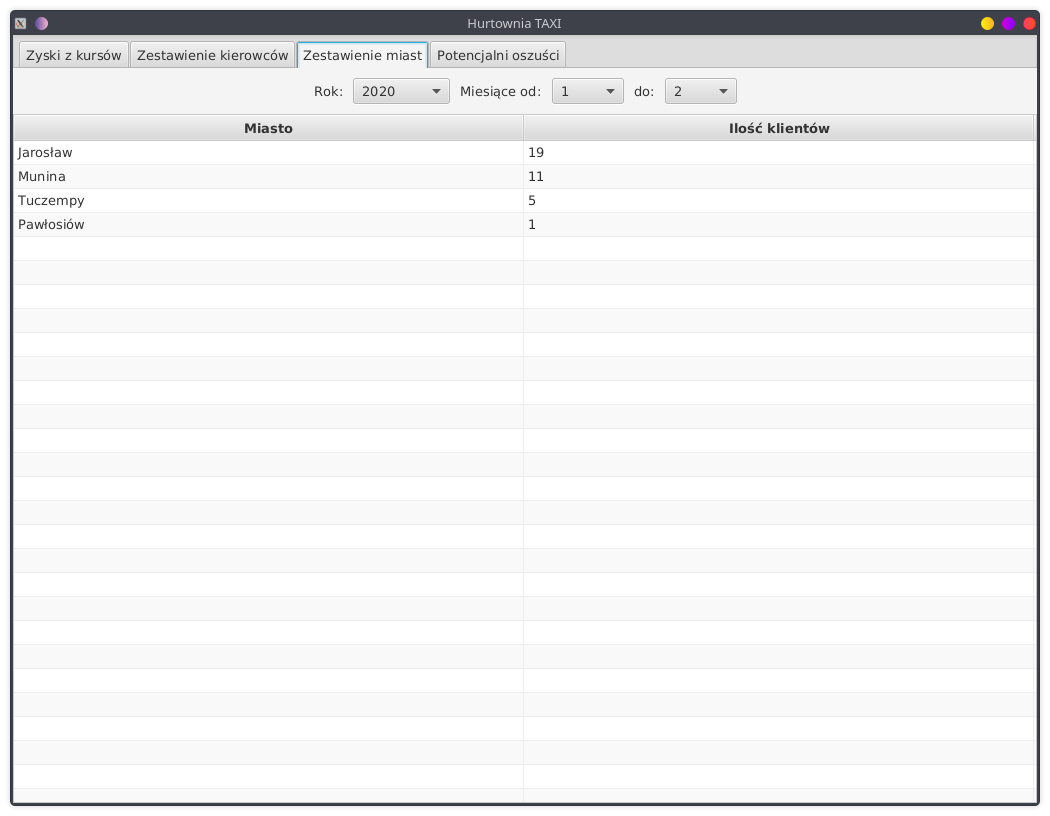 Hurtownia TAXI
Zyski z kursów Zestawienie kierowców Zestawienie miast Potencjalni oszuści
Rok: 2020 Miesiące od: 1 do: 2
Miasto Ilość klientów
Jarosław 19
Munina 11
Tuczempy 5
Pawłosiów 1